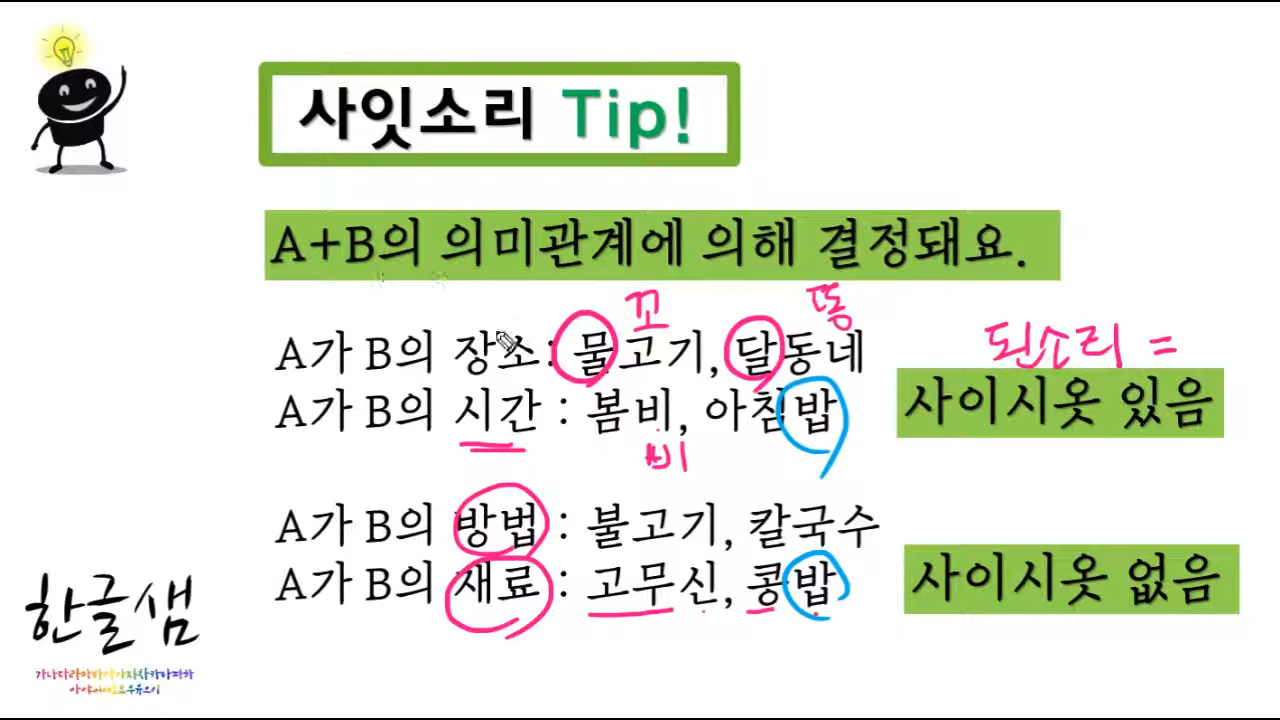 사잇소리 Tip!
A+B의 의미관계에 의해 결정돼요.
꼬 똥
A가 B의 장소: 물고기, 달동네
된소리 =
A가 B의 시간 : 봄비, 아침밥
사이시옷 있음
삐
A가 B의 방법 : 불고기, 칼국수
A가 B의 재료 : 고무신, 콩밥
사이시옷 없음
한글샘